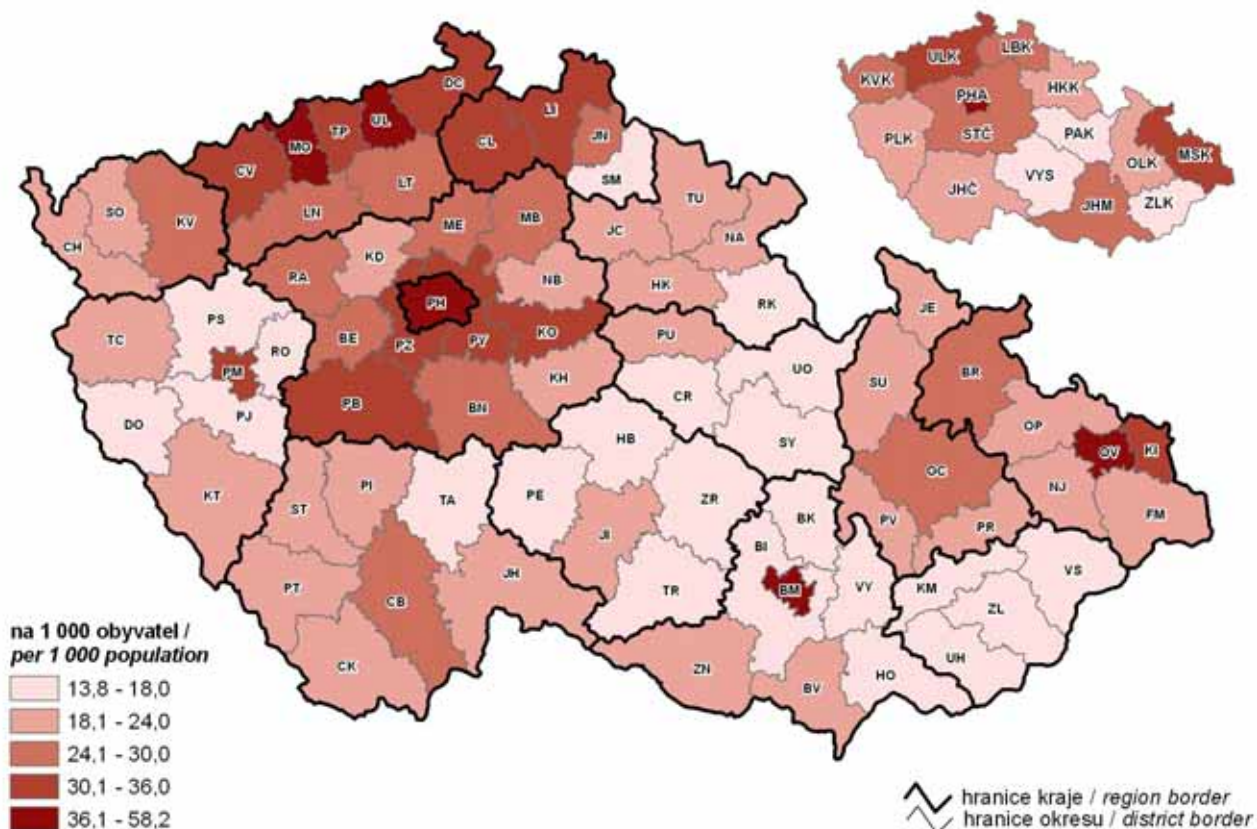 DC
LI
UL
TP
MO
CL
JN
CV
SM
LT
SO
KV
LN
TU
CH
ME
MB
JC
NA
KD
RA
NB
HK
PH
RK
PS
TC
BE
PZ
PY
KO
PU
RO
PM
UO
KH
CR
DO
PJ
PB
BN
SY
HB
KT
ST
PI
TA
PE
ZR
JI
BK
BI
PT
CB
JH
TR
BM
VY
CK
ZN
BV
HO
JE
SU
BR
OP
OV
KI
OC
NJ
FM
PV
PR
KM
VS
ZL
UH
ULK
LBK
KVK
HKK
PHA
STČ
PLK
PAK
OLK
MSK
VYS
JHČ
JHM
ZLK
na 1 000 obyvatel /
per 1 000 population
13,8 - 18,0
18,1 - 24,0
24,1 - 30,0
30,1 - 36,0
36,1 - 58,2
hranice kraje / region border
hranice okresu / district border